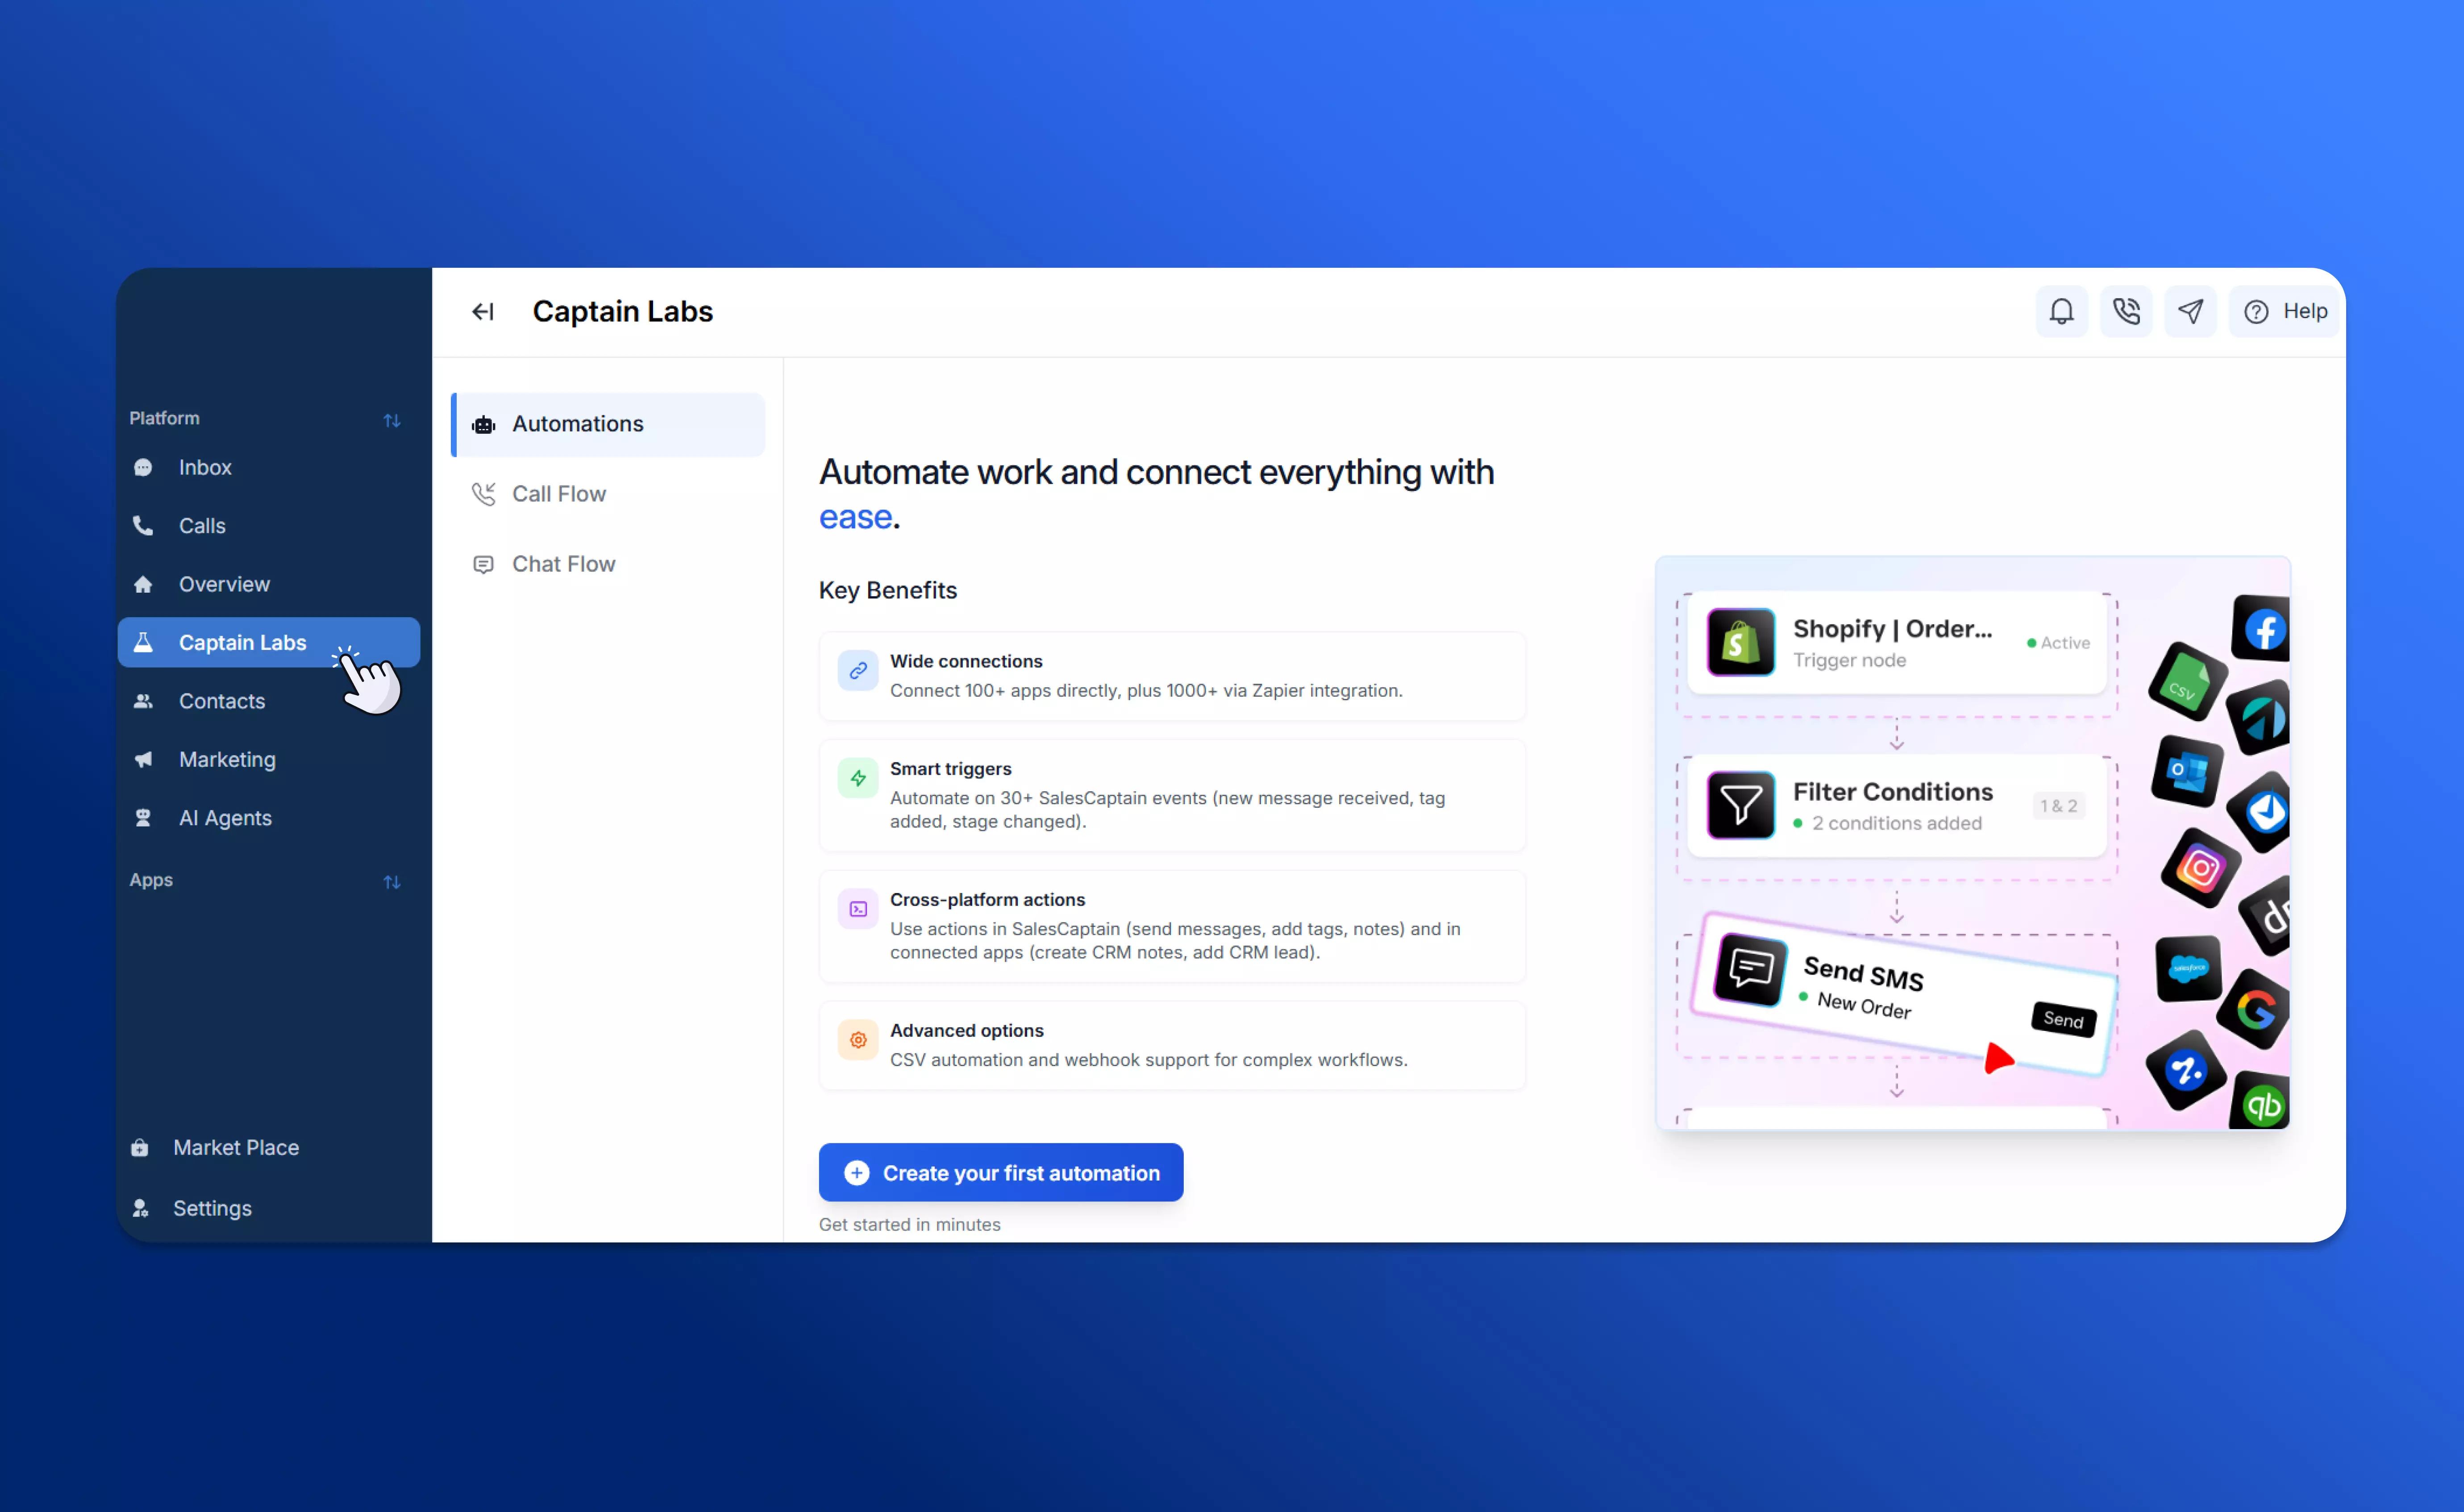 Captain Labs
Help
Platform
Inbox
Calls
Overview
Captain Labs
Contacts
Marketing
AI Agents
Apps
Market Place
Settings
Automations
Call Flow
Chat Flow
Automate work and connect everything with
ease.
Key Benefits
Wide connections
Connect 100+ apps directly, plus 1000+ via Zapier integration.
Smart triggers
Automate on 30+ SalesCaptain events (new message received, tag
added, stage changed).
Cross-platform actions
Use actions in SalesCaptain (send messages, add tags, notes) and in
connected apps (create CRM notes, add CRM lead).
Advanced options
CSV automation and webhook support for complex workflows.
Create your first automation
Get started in minutes
Shopify | Order...
Trigger node
Active
Filter Conditions
2 conditions added
1 & 2
Send SMS
New Order
Send
CSV
salesforce
qb